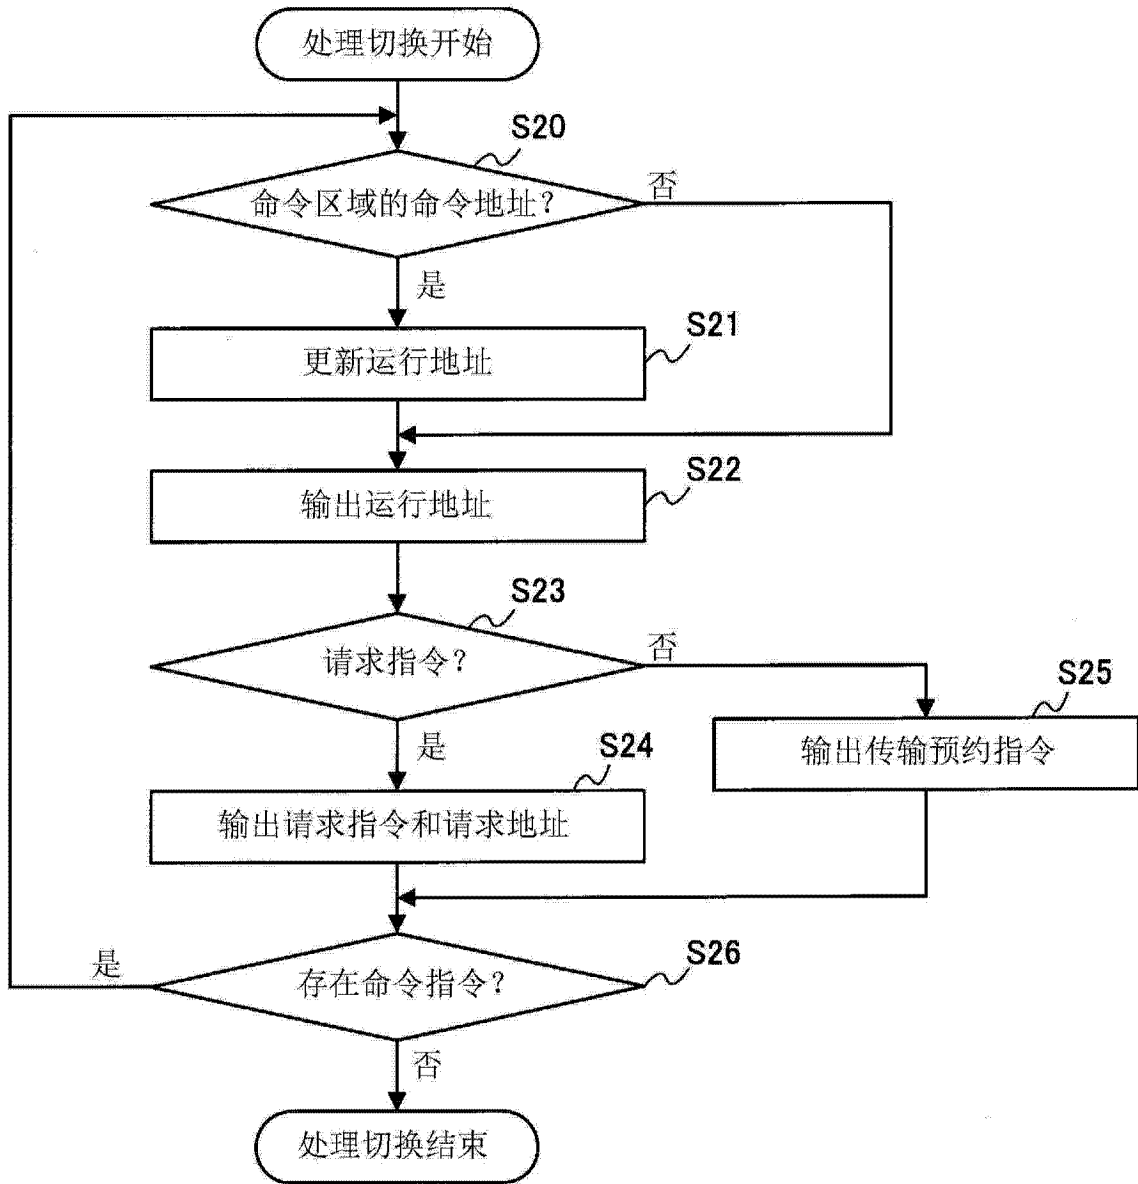 处理切换开始
S20
命令区域的命令地址？
否
是
S21
更新运行地址
S22
输出运行地址
S23
请求指令？
否
是
S25
输出传输预约指令
S24
输出请求指令和请求地址
S26
存在命令指令？
是
否
处理切换结束